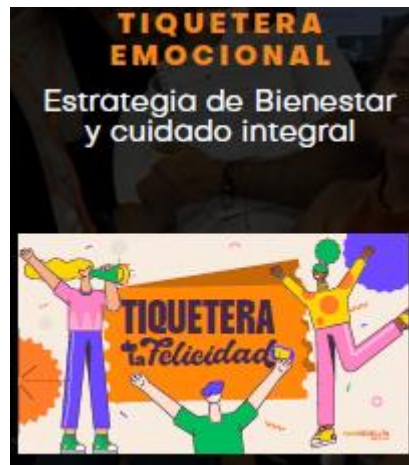 TIQUETERA
EMOCIONAL
Estrategia de Bienestar
y cuidado integral
TIQUETERA
de la Felicidad